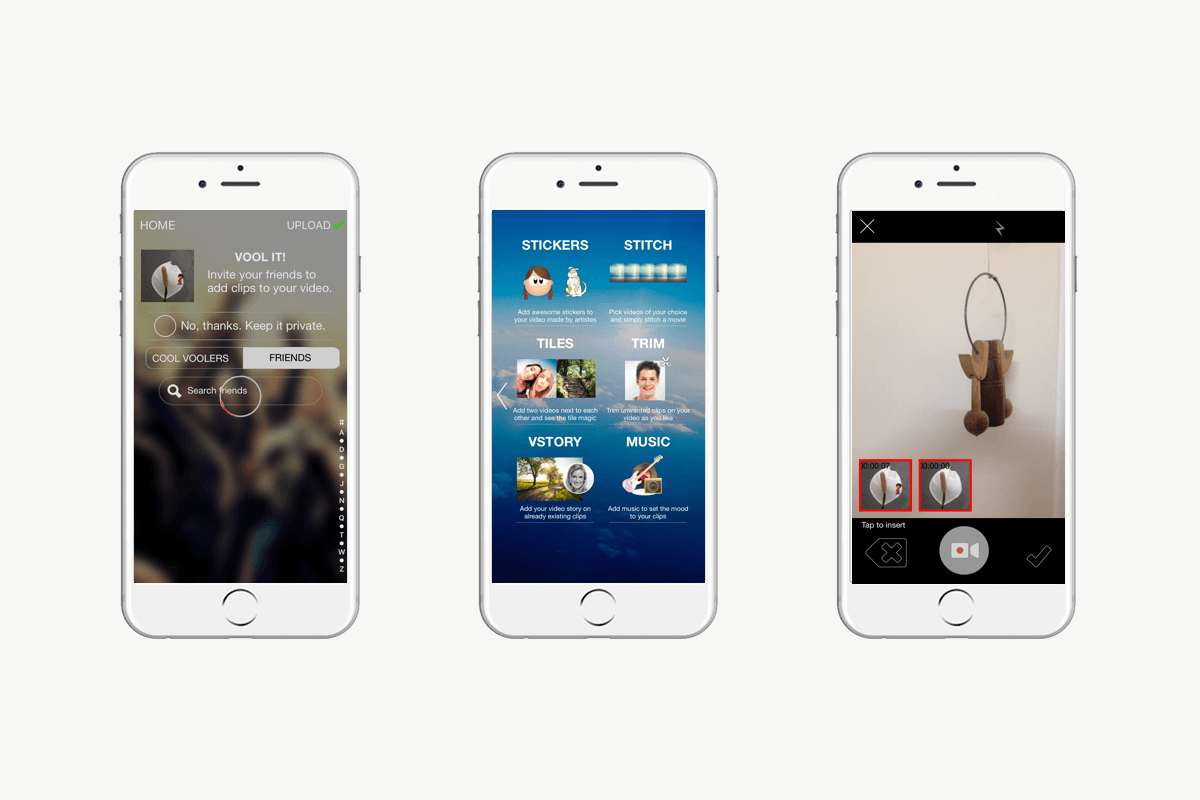 HOME
UPLOAD
VOOL IT!
Invite your friends to
add clips to your video.
No, thanks. Keep it private.
COOL VOOLERS
FRIENDS
Search friends
#
A
D
G
J
N
Q
T
W
Z
STICKERS
STITCH
Add awesome stickers to
your video made by artistes
Pick videos of your choice
and simply stitch a movie
TILES
TRIM
Add two videos next to each
other and see the tile magic
Trim unwanted clips on your
video as you like
VSTORY
MUSIC
Add your video story on
already existing clips
Add music to set the mood
to your clips
00:00:07
00:00:00
Tap to insert